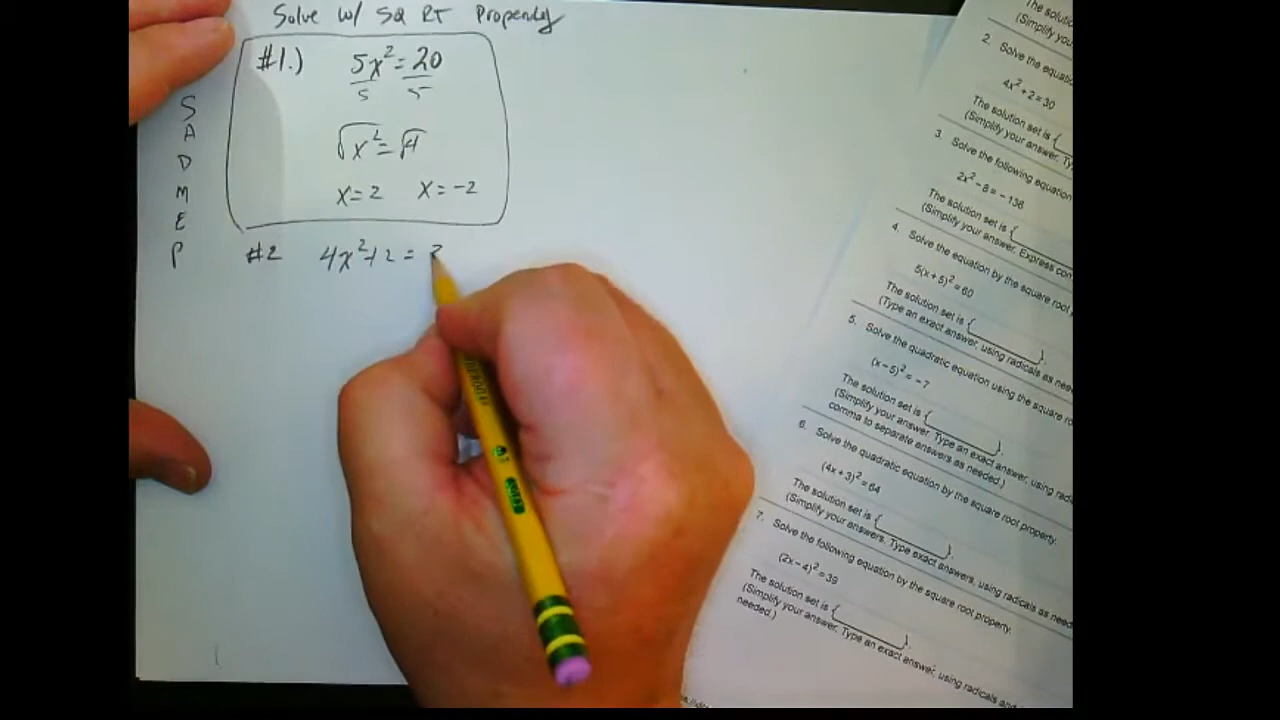 Solve w/ SQ RT Property
#1.) 5x² = 20
5 5
√x² = √4
x = 2 x = -2
S
A
D
M
E
P
#2 4x²+2 = 3
The solution
(Simplify you
2. Solve the equatio
4x² + 2 = 30
The solution set is {
(Simplify your answer. Ty
3. Solve the following equation
2x² - 8 = - 136
The solution set is {
(Simplify your answer. Express com
4. Solve the equation by the square root
5(x + 5)² = 60
The solution set is { }.
(Type an exact answer, using radicals as nee
5. Solve the quadratic equation using the square ro
(x - 5)² = - 7
The solution set is { }.
(Simplify your answer. Type an exact answer, using radi
comma to separate answers as needed.)
6. Solve the quadratic equation by the square root property.
(4x + 3)² = 64
The solution set is { }.
(Simplify your answers. Type exact answers, using radicals as
7. Solve the following equation by the square root property.
(2x - 4)² = 39
The solution set is { }.
(Simplify your answer. Type an exact answer, using radicals and
needed.)